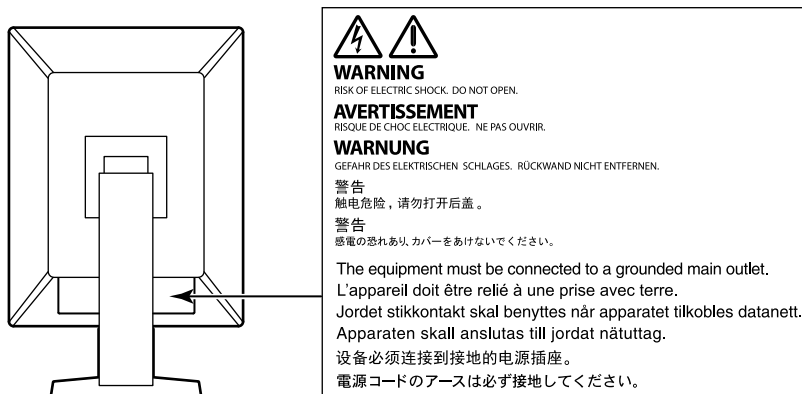 WARNING
RISK OF ELECTRIC SHOCK. DO NOT OPEN.
AVERTISSEMENT
RISQUE DE CHOC ELECTRIQUE. NE PAS OUVRIR.
WARNUNG
GEFAHR DES ELEKTRISCHEN SCHLAGES. RÜCKWAND NICHT ENTFERNEN.
警告
触电危险，请勿打开后盖。
警告
感電の恐れあり、カバーをあけないでください。
The equipment must be connected to a grounded main outlet.
L'appareil doit être relié à une prise avec terre.
Jordet stikkontakt skal benyttes når apparatet tilkobles datanett.
Apparaten skall anslutas till jordat nätuttag.
设备必须连接到接地的电源插座。
電源コードのアースは必ず接地してください。